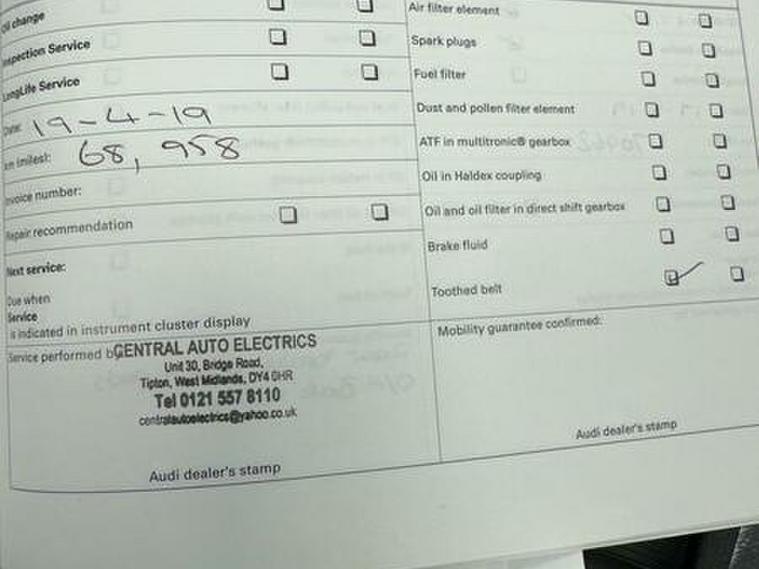 Oil change
Inspection Service
LongLife Service
Date: 19-4-19
km (miles): 68,958
Invoice number:
Repair recommendation
Next service:
Due when
Service
is indicated in instrument cluster display
Service performed by:
CENTRAL AUTO ELECTRICS
Unit 30, Bridge Road,
Tipton, West Midlands, DY4 0HR
Tel 0121 557 8110
centralautoelectrics@yahoo.co.uk
Audi dealer's stamp
Air filter element
Spark plugs
Fuel filter
Dust and pollen filter element
ATF in multitronic® gearbox
Oil in Haldex coupling
Oil and oil filter in direct shift gearbox
Brake fluid
Toothed belt
Mobility guarantee confirmed:
Audi dealer's stamp